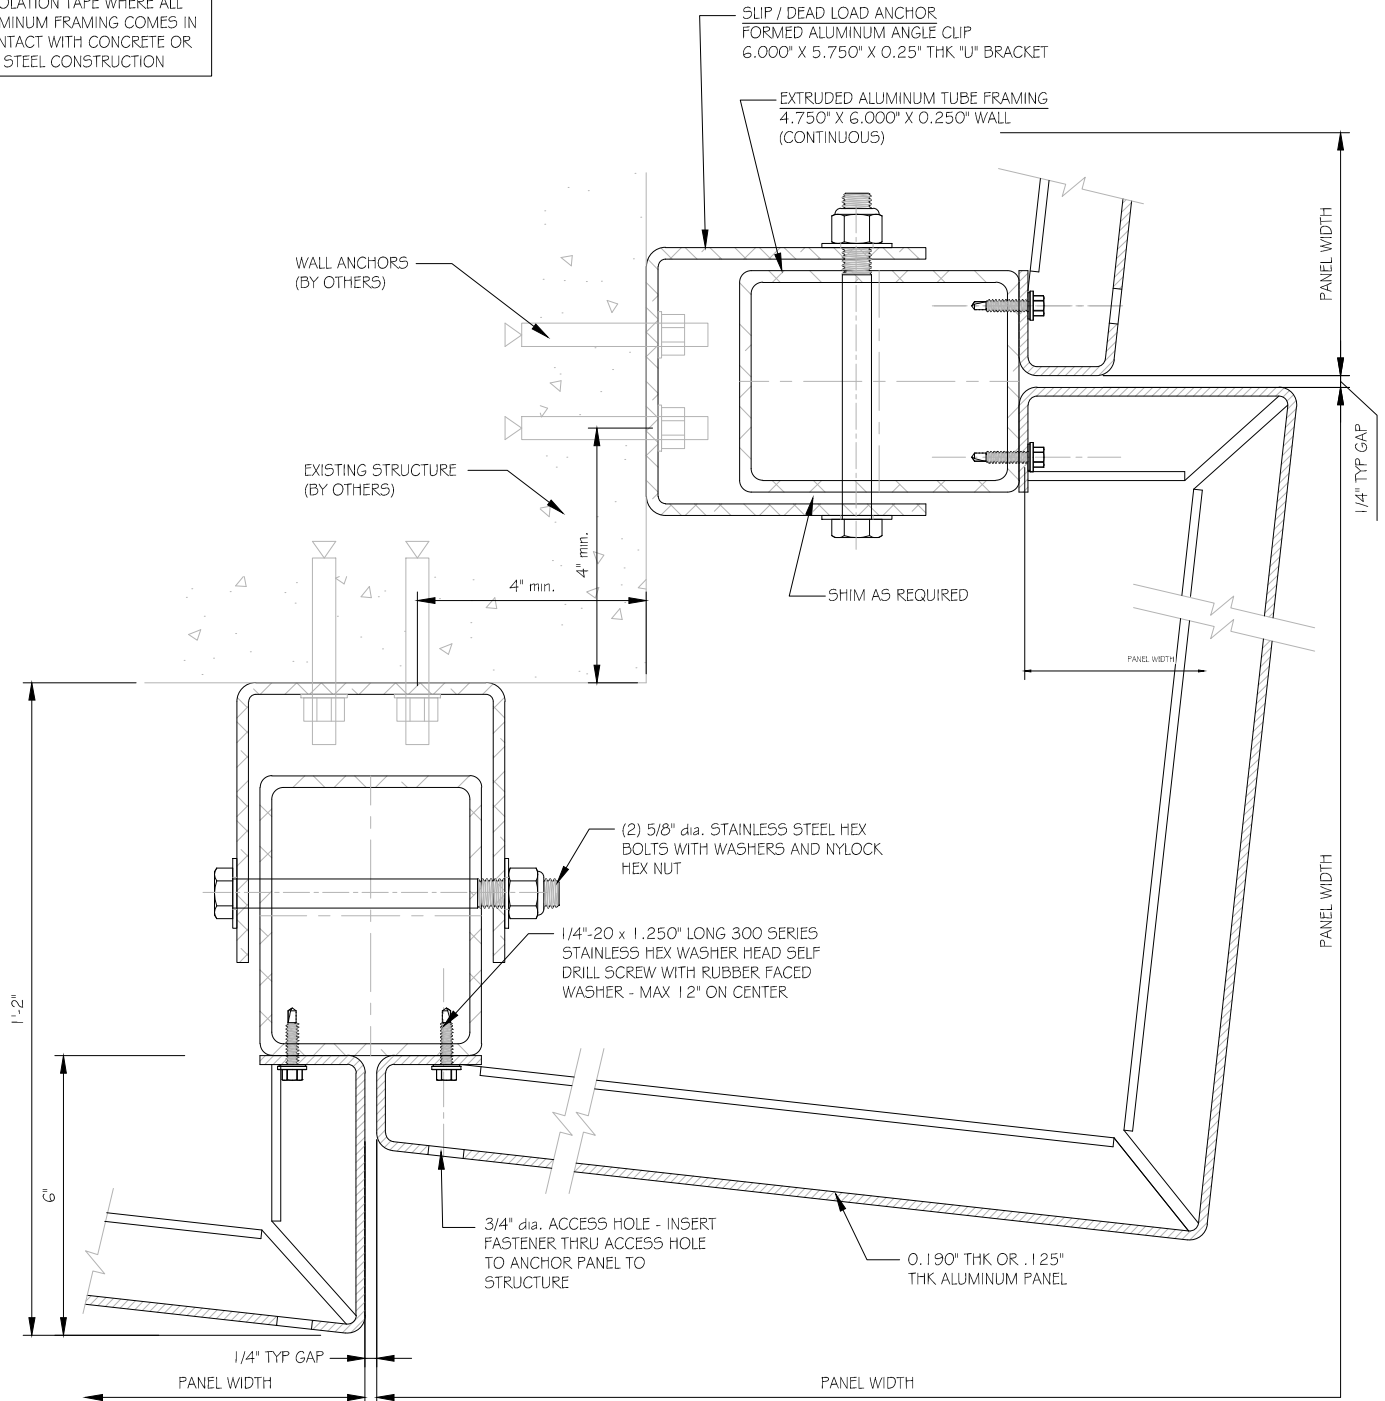 TAPE WHERE ALL
FRAMING COMES IN
WITH CONCRETE OR
STEEL CONSTRUCTION
SLIP / DEAD LOAD ANCHOR
FORMED ALUMINUM ANGLE CLIP
6.000" X 5.750" X 0.25" THK "U" BRACKET
EXTRUDED ALUMINUM TUBE FRAMING
4.750" X 6.000" X 0.250" WALL
(CONTINUOUS)
PANEL WIDTH
WALL ANCHORS
(BY OTHERS)
1/4" TYP GAP
EXISTING STRUCTURE
(BY OTHERS)
4" min.
4" min.
SHIM AS REQUIRED
PANEL WIDTH
(2) 5/8" dia. STAINLESS STEEL HEX
BOLTS WITH WASHERS AND NYLOCK
HEX NUT
PANEL WIDTH
1/4"-20 x 1.250" LONG 300 SERIES
STAINLESS HEX WASHER HEAD SELF
DRILL SCREW WITH RUBBER FACED
WASHER - MAX 12" ON CENTER
1'-2"
6"
3/4" dia. ACCESS HOLE - INSERT
FASTENER THRU ACCESS HOLE
TO ANCHOR PANEL TO
STRUCTURE
0.190" THK OR .125"
THK ALUMINUM PANEL
1/4" TYP GAP
PANEL WIDTH
PANEL WIDTH